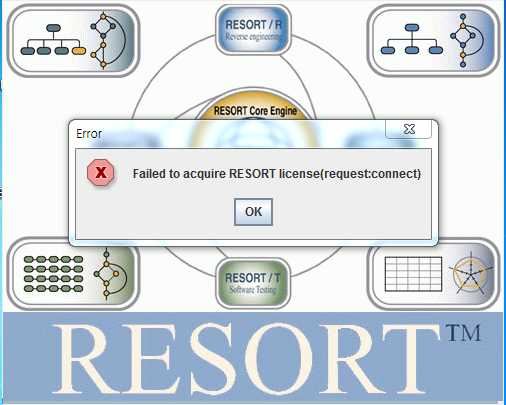 RESORT / R
Reverse engineering
RESORT Core Engine
Error
Failed to acquire RESORT license(request:connect)
OK
RESORT / T
Software Testing
RESORT™